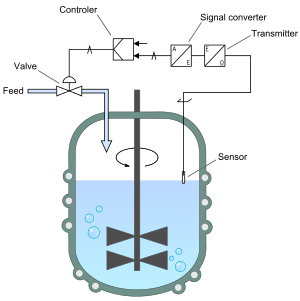 Controler
Signal converter
Transmitter
Valve
A
E
E
O
Feed
Sensor